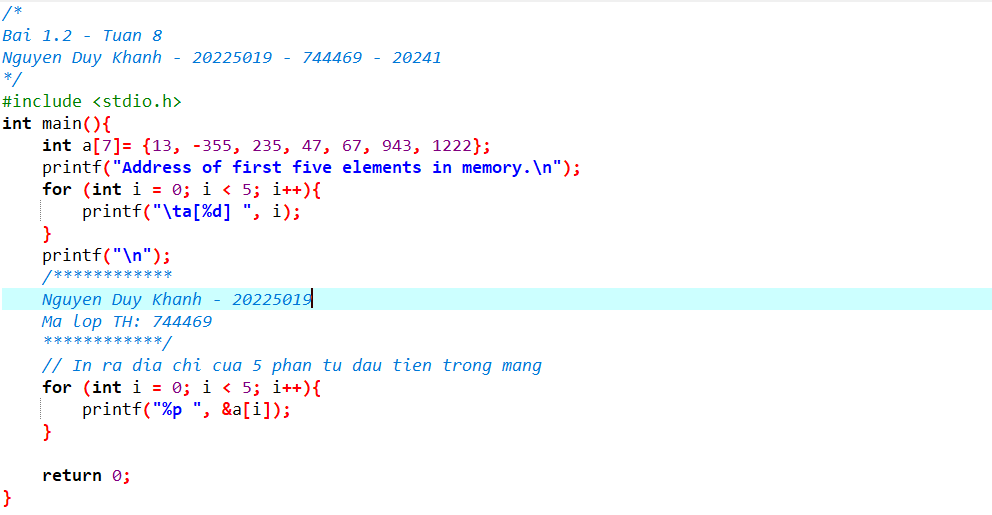 /*
Bai 1.2 - Tuan 8
Nguyen Duy Khanh - 20225019 - 744469 - 20241
*/
#include <stdio.h>
int main(){
    int a[7]= {13, -355, 235, 47, 67, 943, 1222};
    printf("Address of first five elements in memory.\n");
    for (int i = 0; i < 5; i++){
        printf("\ta[%d] ", i);
    }
    printf("\n");
    /************
    Nguyen Duy Khanh - 20225019
    Ma lop TH: 744469
    ************/
    // In ra dia chi cua 5 phan tu dau tien trong mang
    for (int i = 0; i < 5; i++){
        printf("%p ", &a[i]);
    }

    return 0;
}